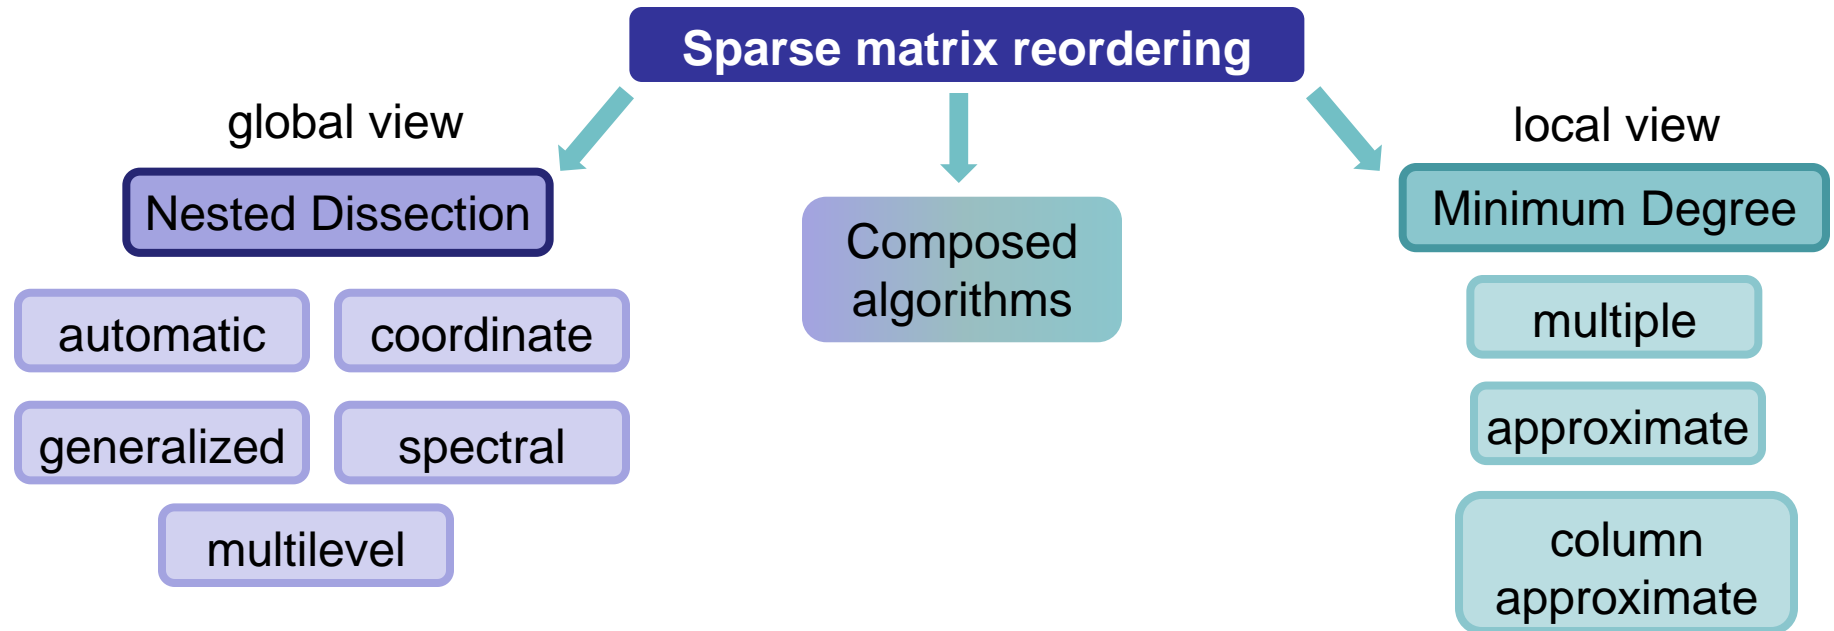 Sparse matrix reordering
global view
Nested Dissection
automatic
coordinate
generalized
spectral
multilevel
Composed
algorithms
local view
Minimum Degree
multiple
approximate
column
approximate